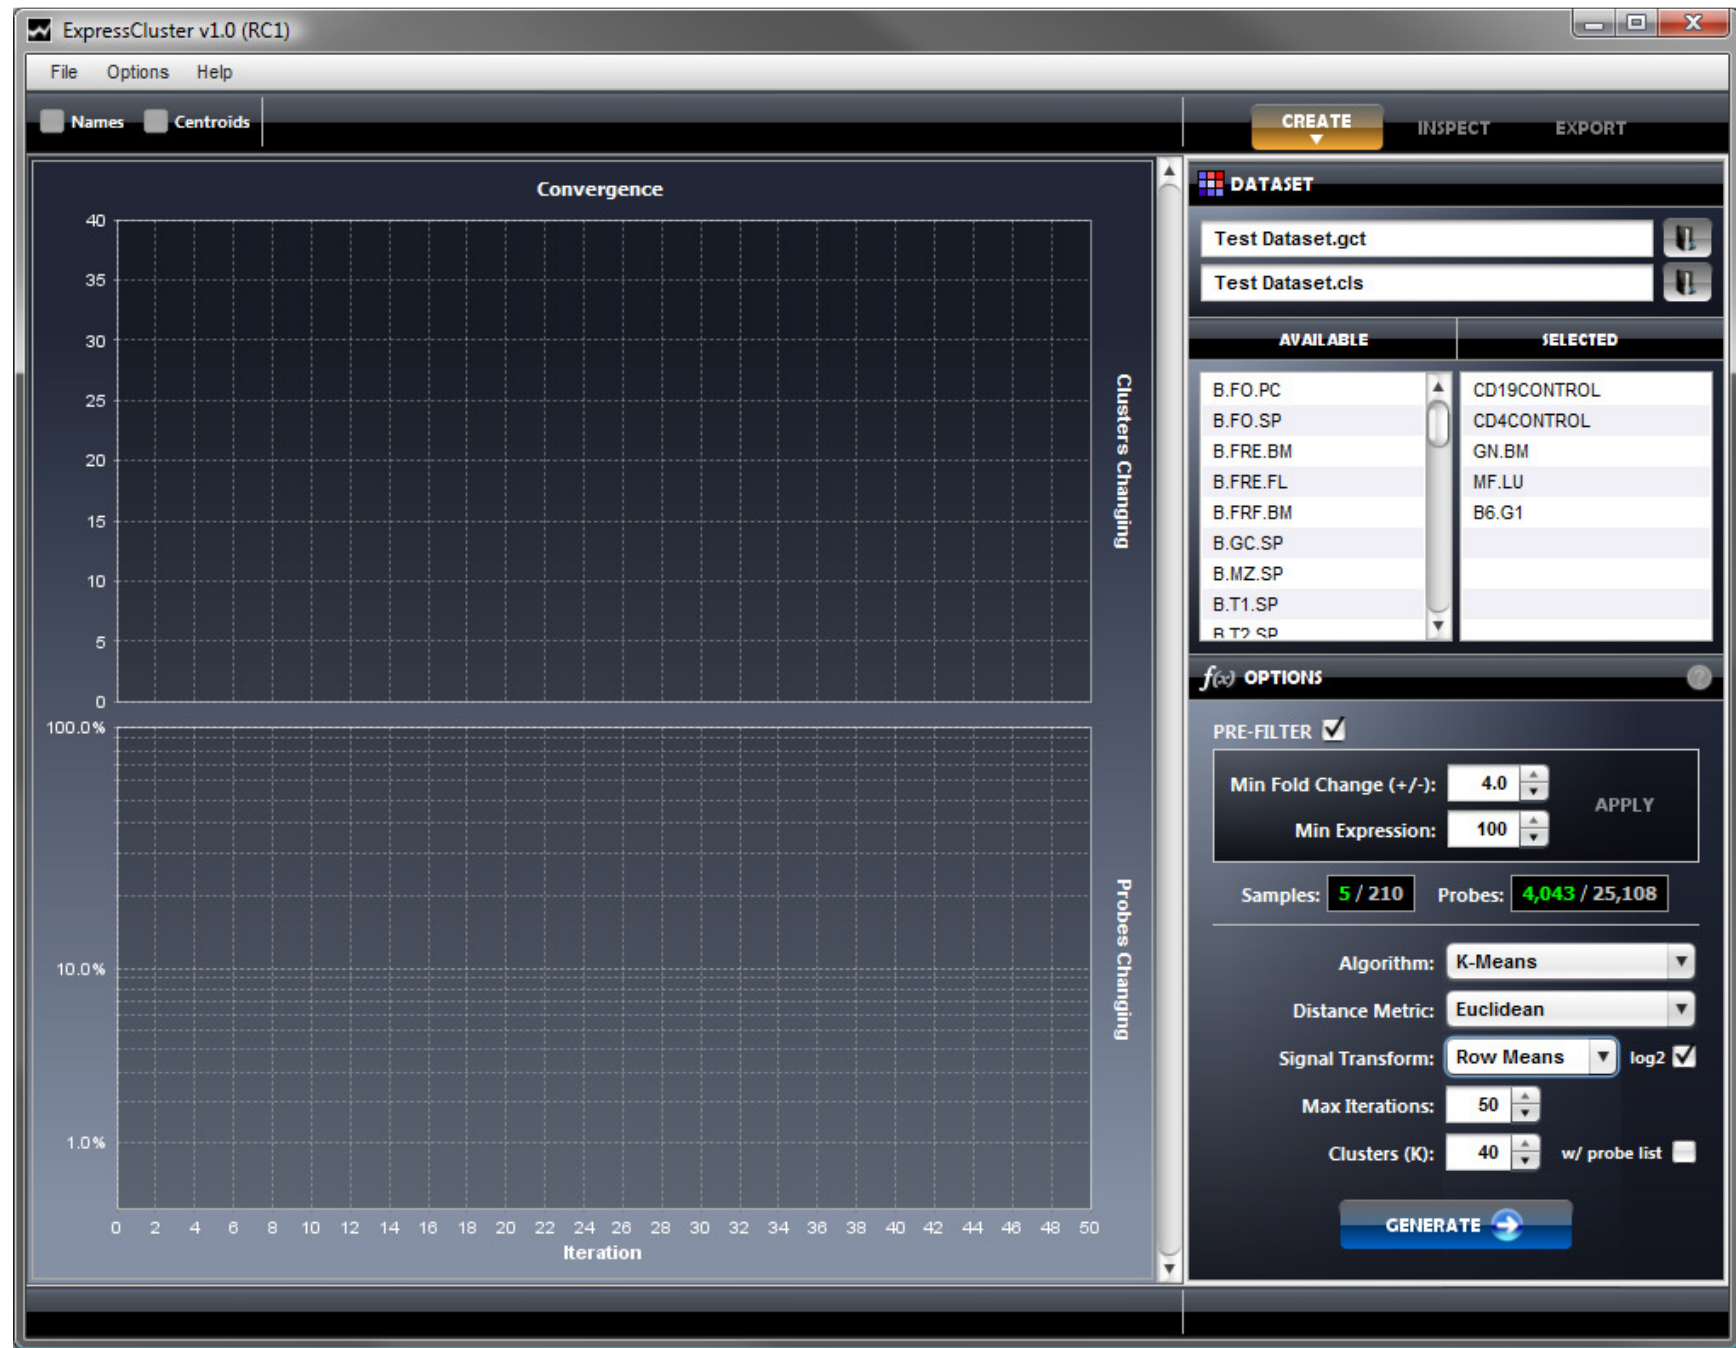 ExpressCluster v1.0 (RC1)
File Options Help
Names Centroids
CREATE INSPECT EXPORT
Convergence
40
35
30
25
20
15
10
5
0
Clusters Changing
100.0%
10.0%
1.0%
Probes Changing
0 2 4 6 8 10 12 14 16 18 20 22 24 26 28 30 32 34 36 38 40 42 44 46 48 50
Iteration
DATASET
Test Dataset.gct
Test Dataset.cls
AVAILABLE SELECTED
B.FO.PC CD19CONTROL
B.FO.SP CD4CONTROL
B.FRE.BM GN.BM
B.FRE.FL MF.LU
B.FRF.BM B6.G1
B.GC.SP
B.MZ.SP
B.T1.SP
B.T2.SP
f(x) OPTIONS ?
PRE-FILTER
Min Fold Change (+/-): 4.0
APPLY
Min Expression: 100
Samples: 5 / 210 Probes: 4,043 / 25,108
Algorithm: K-Means
Distance Metric: Euclidean
Signal Transform: Row Means log2
Max Iterations: 50
Clusters (K): 40 w/ probe list
GENERATE